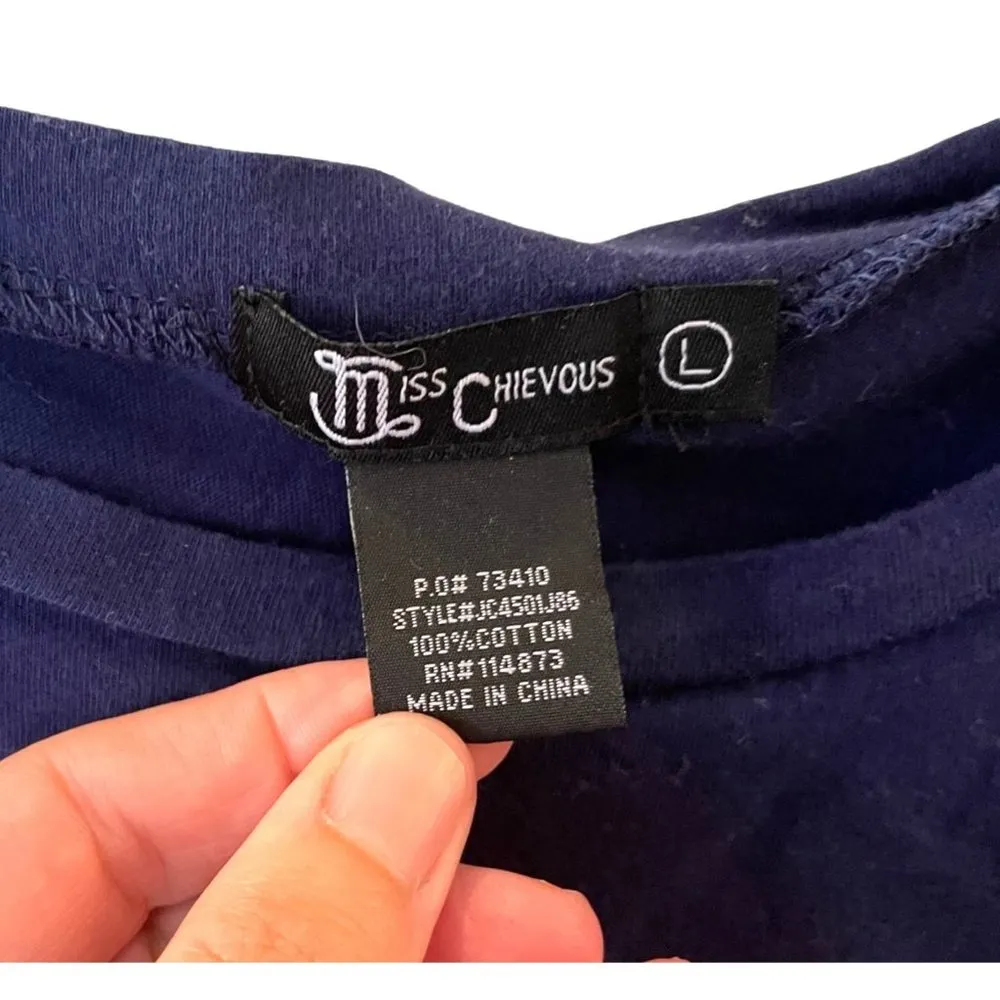 Miss Chievous
L
P.O# 73410
STYLE#JC4501J86
100%COTTON
RN#114873
MADE IN CHINA